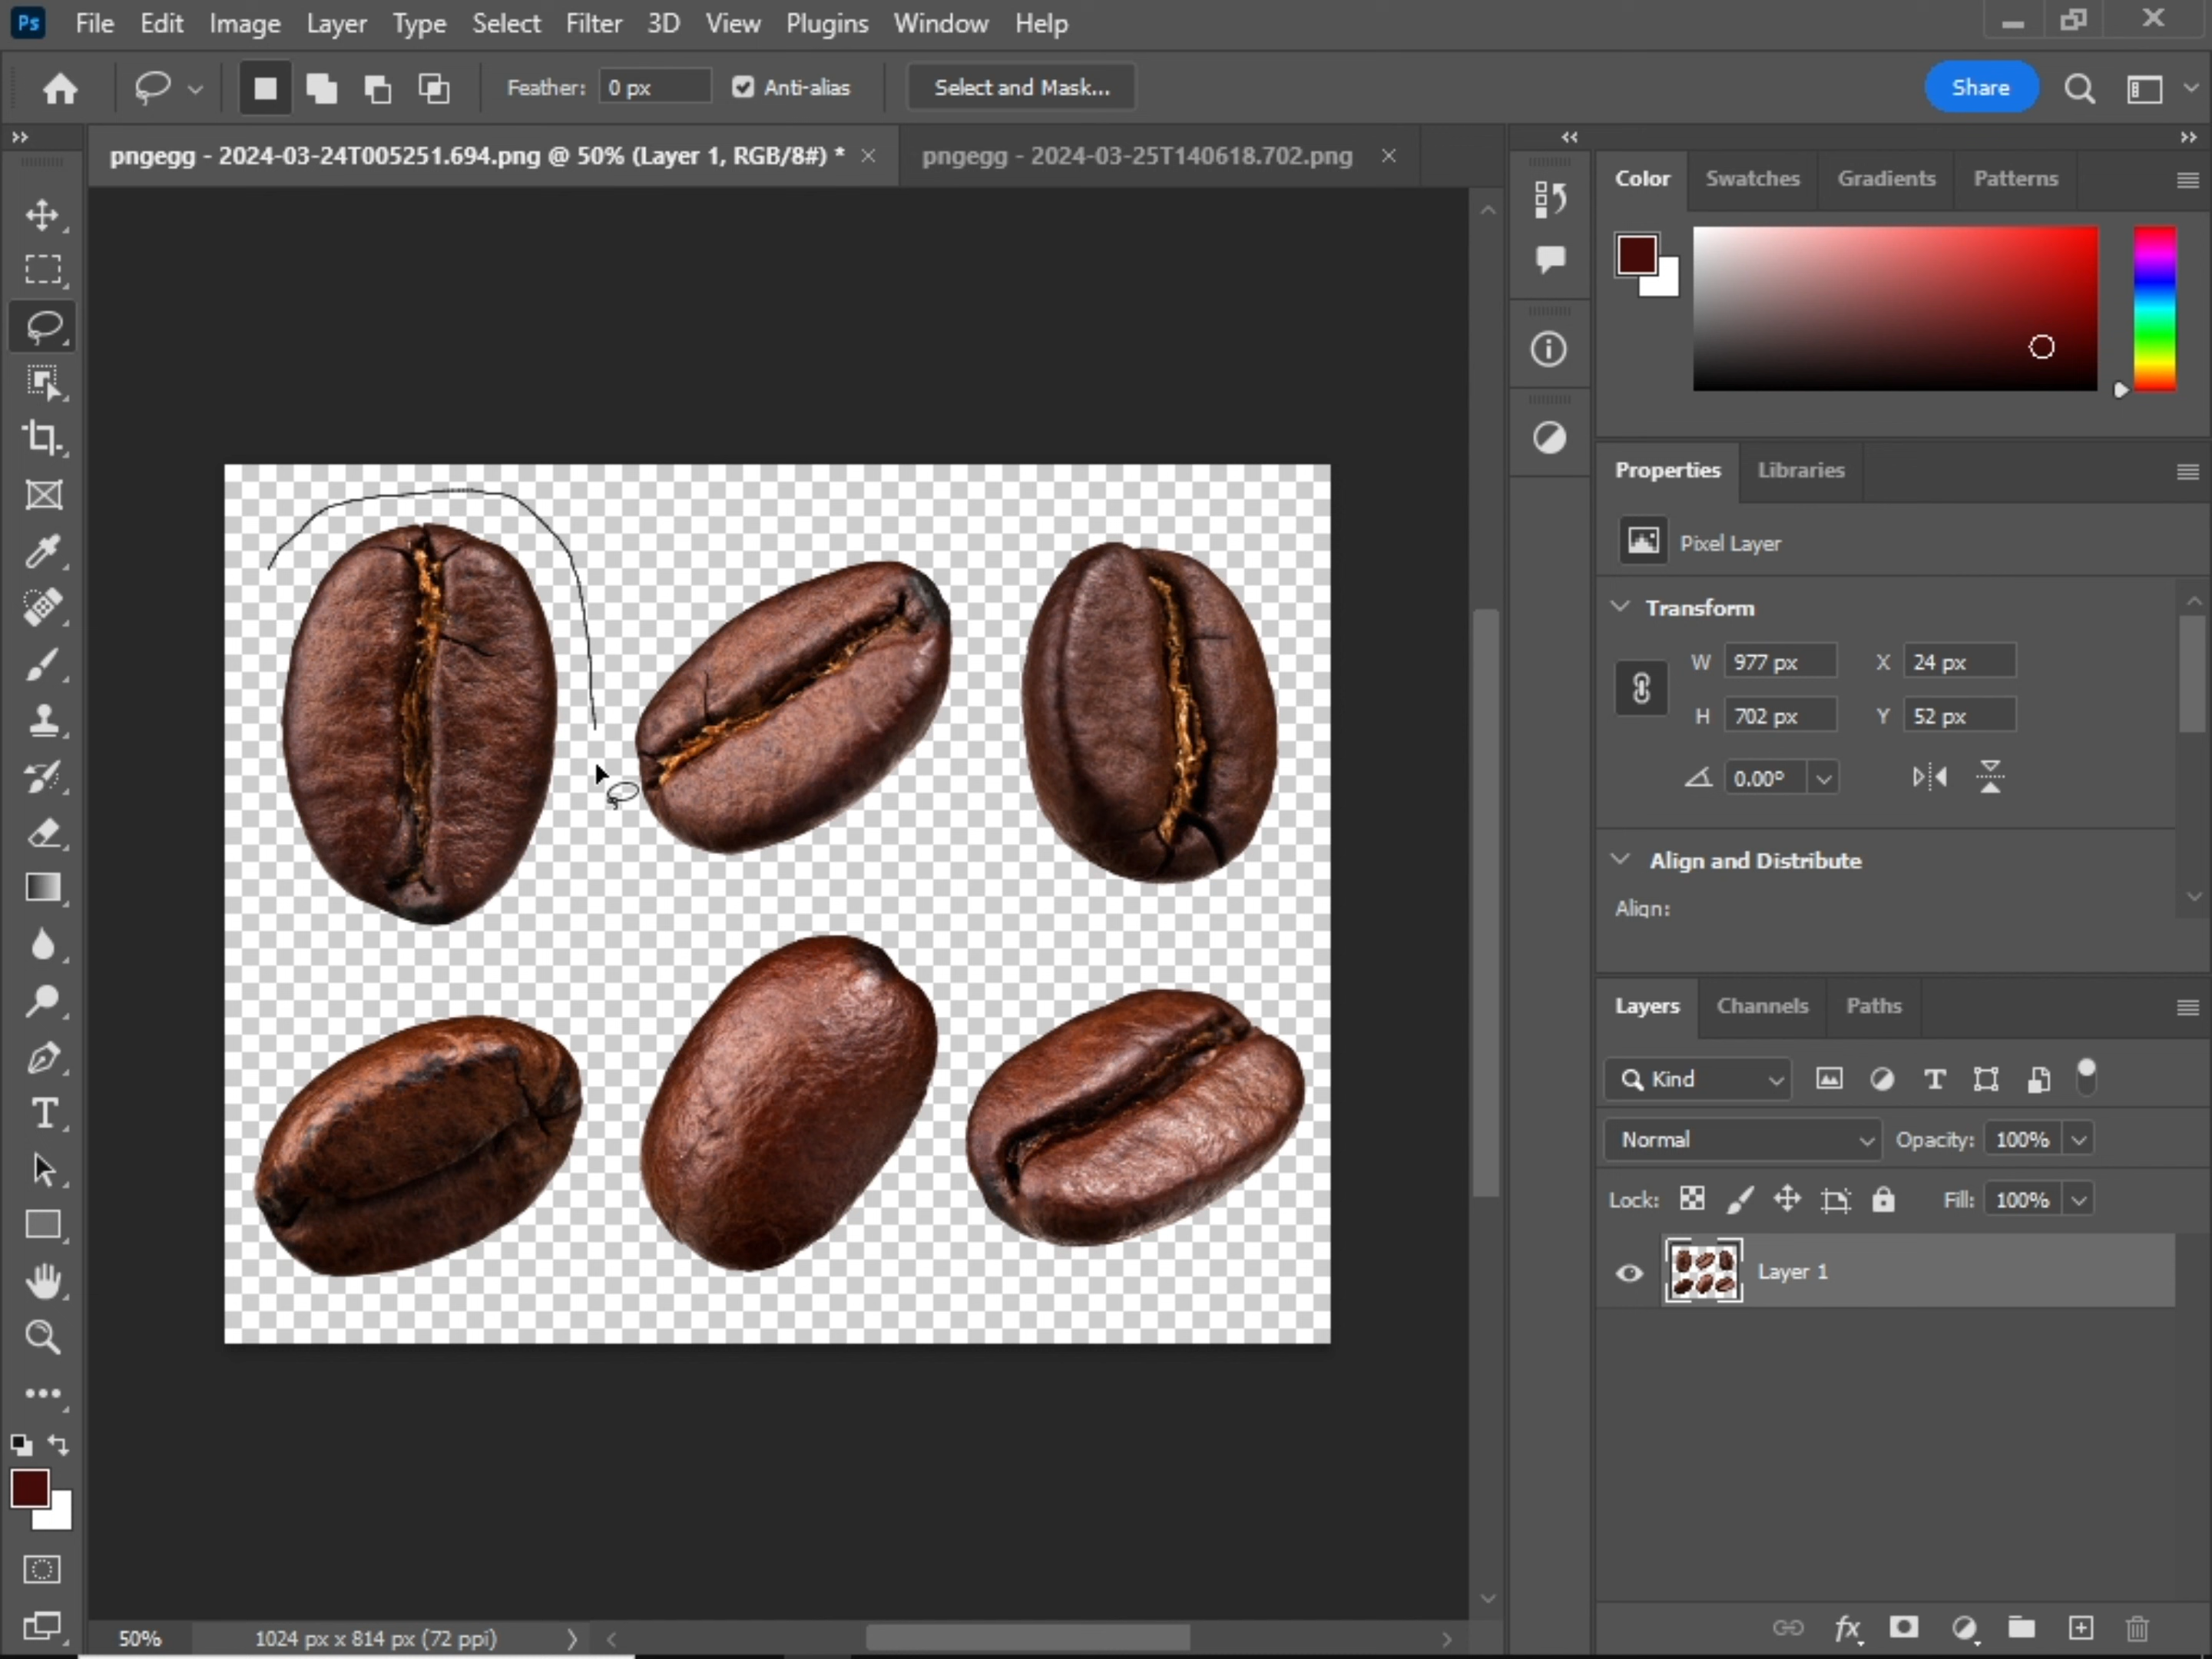 Ps File Edit Image Layer Type Select Filter 3D View Plugins Window Help
Feather: 0 px Anti-alias Select and Mask... Share
pngegg - 2024-03-24T005251.694.png @ 50% (Layer 1, RGB/8#) * pngegg - 2024-03-25T140618.702.png
Color Swatches Gradients Patterns
Properties Libraries
Pixel Layer
Transform
W 977 px X 24 px
H 702 px Y 52 px
0.00°
Align and Distribute
Align:
Layers Channels Paths
Kind
Normal Opacity: 100%
Lock: Fill: 100%
Layer 1
50% 1024 px x 814 px (72 ppi)